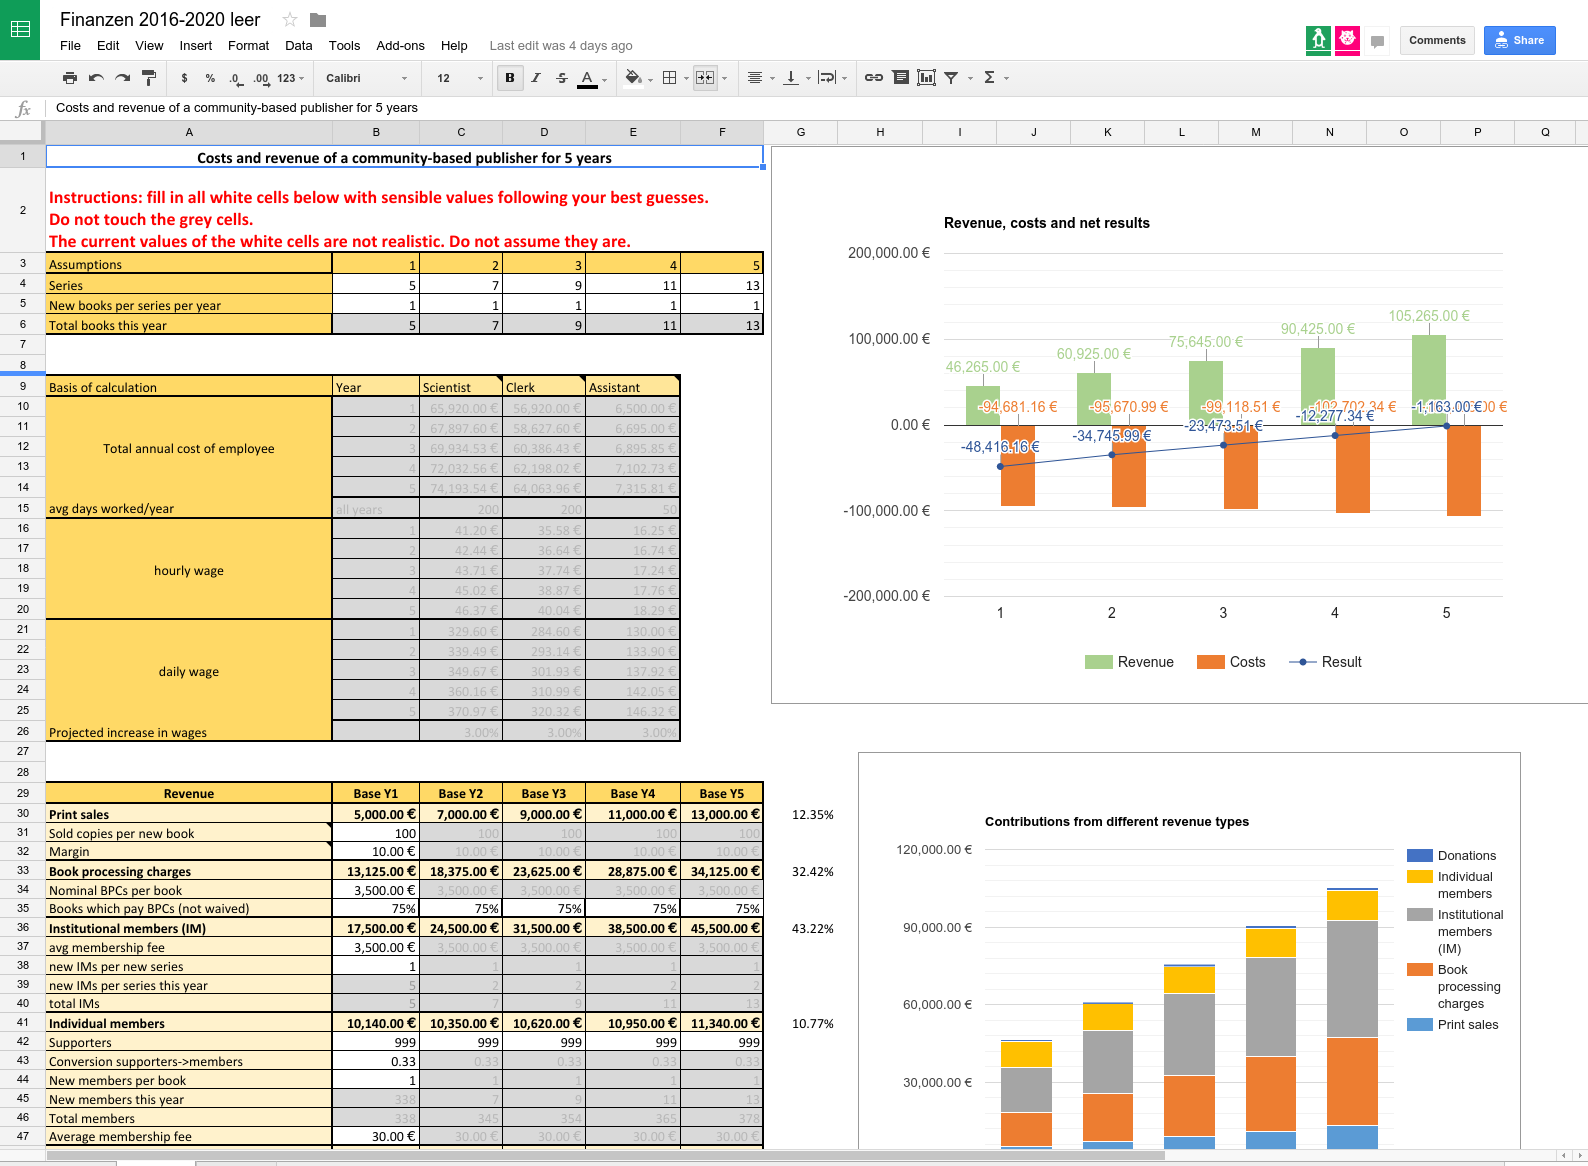 Finanzen 2016-2020 leer
File Edit View Insert Format Data Tools Add-ons Help Last edit was 4 days ago
Comments
Share
$ % .0 .00 123 Calibri 12 B I S A Σ
fx Costs and revenue of a community-based publisher for 5 years
A B C D E F G H I J K L M N O P Q
1 Costs and revenue of a community-based publisher for 5 years
2 Instructions: fill in all white cells below with sensible values following your best guesses.
Do not touch the grey cells.
The current values of the white cells are not realistic. Do not assume they are.
3 Assumptions 1 2 3 4 5
4 Series 5 7 9 11 13
5 New books per series per year 1 1 1 1 1
6 Total books this year 5 7 9 11 13
7
8
9 Basis of calculation Year Scientist Clerk Assistant
10 1 65,920.00 € 56,920.00 € 6,500.00 €
11 2 67,897.60 € 58,627.60 € 6,695.00 €
12 Total annual cost of employee 3 69,934.53 € 60,386.43 € 6,895.85 €
13 4 72,032.56 € 62,198.02 € 7,102.73 €
14 5 74,193.54 € 64,063.96 € 7,315.81 €
15 avg days worked/year all years 200 200 50
16 1 41.20 € 35.58 € 16.25 €
17 2 42.44 € 36.64 € 16.74 €
18 hourly wage 3 43.71 € 37.74 € 17.24 €
19 4 45.02 € 38.87 € 17.76 €
20 5 46.37 € 40.04 € 18.29 €
21 1 329.60 € 284.60 € 130.00 €
22 2 339.49 € 293.14 € 133.90 €
23 daily wage 3 349.67 € 301.93 € 137.92 €
24 4 360.16 € 310.99 € 142.05 €
25 5 370.97 € 320.32 € 146.32 €
26 Projected increase in wages 3.00% 3.00% 3.00%
27
28
29 Revenue Base Y1 Base Y2 Base Y3 Base Y4 Base Y5
30 Print sales 5,000.00 € 7,000.00 € 9,000.00 € 11,000.00 € 13,000.00 € 12.35%
31 Sold copies per new book 100 100 100 100 100
32 Margin 10.00 € 10.00 € 10.00 € 10.00 € 10.00 €
33 Book processing charges 13,125.00 € 18,375.00 € 23,625.00 € 28,875.00 € 34,125.00 € 32.42%
34 Nominal BPCs per book 3,500.00 € 3,500.00 € 3,500.00 € 3,500.00 € 3,500.00 €
35 Books which pay BPCs (not waived) 75% 75% 75% 75% 75%
36 Institutional members (IM) 17,500.00 € 24,500.00 € 31,500.00 € 38,500.00 € 45,500.00 € 43.22%
37 avg membership fee 3,500.00 € 3,500.00 € 3,500.00 € 3,500.00 € 3,500.00 €
38 new IMs per new series 1 1 1 1 1
39 new IMs per series this year 5 2 2 2 2
40 total IMs 5 7 9 11 13
41 Individual members 10,140.00 € 10,350.00 € 10,620.00 € 10,950.00 € 11,340.00 € 10.77%
42 Supporters 999 999 999 999 999
43 Conversion supporters->members 0.33 0.33 0.33 0.33 0.33
44 New members per book 1 1 1 1 1
45 New members this year 338 7 9 11 13
46 Total members 338 345 354 365 378
47 Average membership fee 30.00 € 30.00 € 30.00 € 30.00 € 30.00 €
Revenue, costs and net results
200,000.00 €
100,000.00 €
0.00 €
-100,000.00 €
-200,000.00 €
46,265.00 € 60,925.00 € 75,645.00 € 90,425.00 € 105,265.00 €
-94,681.16 € -95,670.99 € -99,118.51 €
-48,416.16 € -34,745.99 € -23,473.51 € -12,277.34 € -1,163.00 €
1 2 3 4 5
Revenue Costs Result
Contributions from different revenue types
120,000.00 €
90,000.00 €
60,000.00 €
30,000.00 €
Donations
Individual
members
Institutional
members
(IM)
Book
processing
charges
Print sales